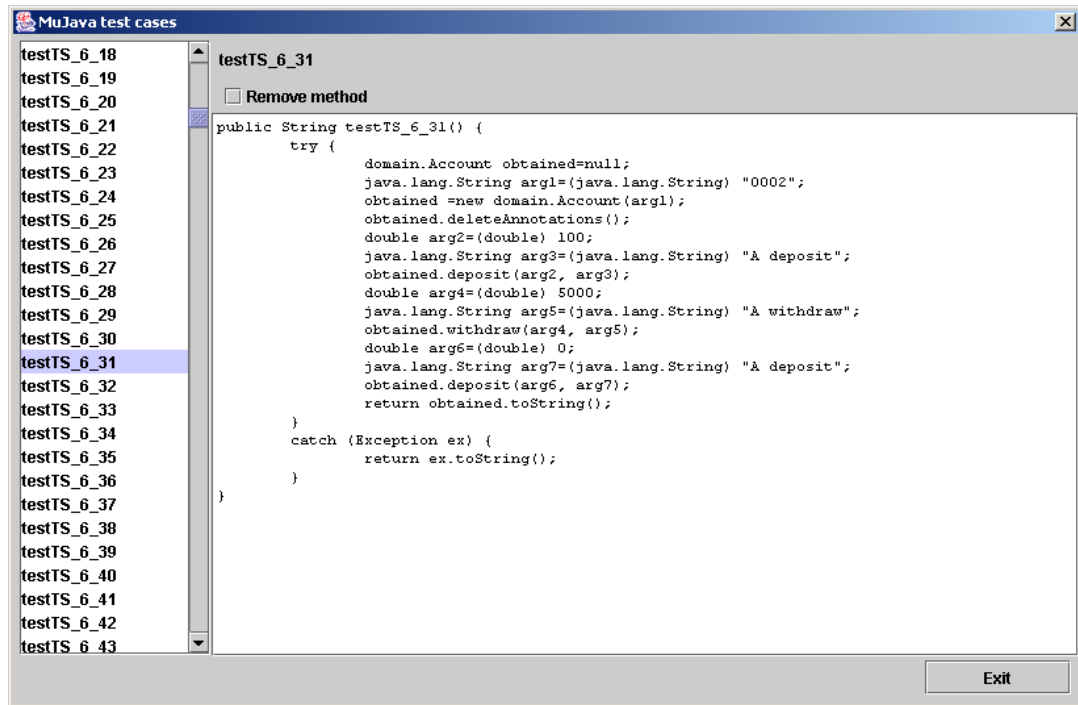 MuJava test cases
testTS_6_18
testTS_6_19
testTS_6_20
testTS_6_21
testTS_6_22
testTS_6_23
testTS_6_24
testTS_6_25
testTS_6_26
testTS_6_27
testTS_6_28
testTS_6_29
testTS_6_30
testTS_6_31
testTS_6_32
testTS_6_33
testTS_6_34
testTS_6_35
testTS_6_36
testTS_6_37
testTS_6_38
testTS_6_39
testTS_6_40
testTS_6_41
testTS_6_42
testTS_6_43
testTS_6_31
Remove method
public String testTS_6_31() {
try {
domain.Account obtained=null;
java.lang.String arg1=(java.lang.String) "0002";
obtained =new domain.Account(arg1);
obtained.deleteAnnotations();
double arg2=(double) 100;
java.lang.String arg3=(java.lang.String) "A deposit";
obtained.deposit(arg2, arg3);
double arg4=(double) 5000;
java.lang.String arg5=(java.lang.String) "A withdraw";
obtained.withdraw(arg4, arg5);
double arg6=(double) 0;
java.lang.String arg7=(java.lang.String) "A deposit";
obtained.deposit(arg6, arg7);
return obtained.toString();
}
catch (Exception ex) {
return ex.toString();
}
}
Exit